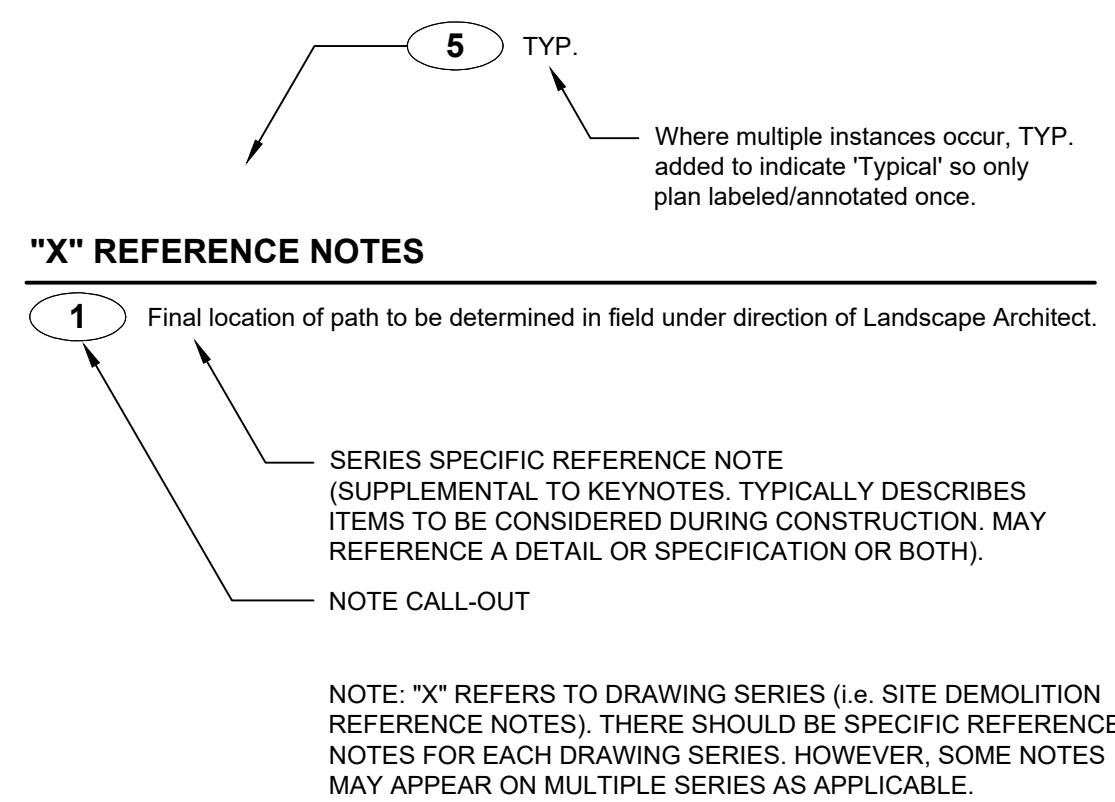 5 TYP.
Where multiple instances occur, TYP.
added to indicate 'Typical' so only
plan labeled/annotated once.
"X" REFERENCE NOTES
1 Final location of path to be determined in field under direction of Landscape Architect.
SERIES SPECIFIC REFERENCE NOTE
(SUPPLEMENTAL TO KEYNOTES. TYPICALLY DESCRIBES
ITEMS TO BE CONSIDERED DURING CONSTRUCTION. MAY
REFERENCE A DETAIL OR SPECIFICATION OR BOTH).
NOTE CALL-OUT
NOTE: "X" REFERS TO DRAWING SERIES (i.e. SITE DEMOLITION
REFERENCE NOTES). THERE SHOULD BE SPECIFIC REFERENCE
NOTES FOR EACH DRAWING SERIES. HOWEVER, SOME NOTES
MAY APPEAR ON MULTIPLE SERIES AS APPLICABLE.